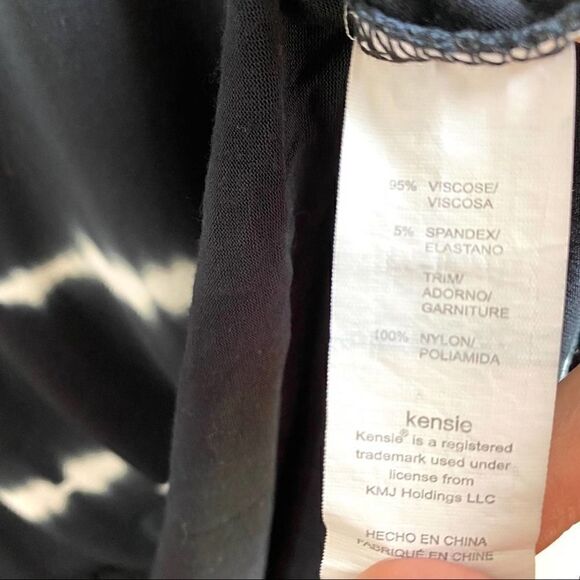 95% VISCOSE/
VISCOSA
5% SPANDEX/
ELASTANO
TRIM/
ADORNO/
GARNITURE
100% NYLON/
POLIAMIDA
kensie
Kensie® is a registered
trademark used under
license from
KMJ Holdings LLC
HECHO EN CHINA
FABRIQUÉ EN CHINE